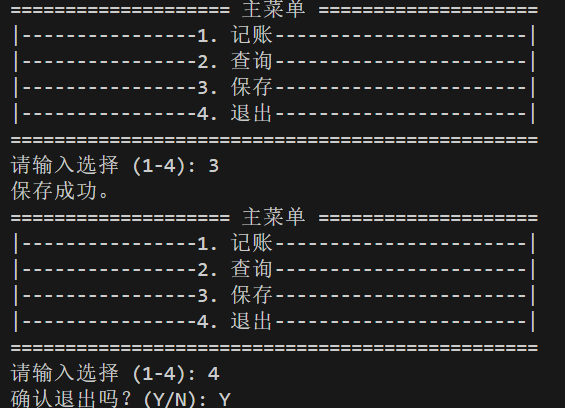 ==================== 主菜单 ====================
|----------------1. 记账-----------------------|
|----------------2. 查询-----------------------|
|----------------3. 保存-----------------------|
|----------------4. 退出-----------------------|
================================================
请输入选择 (1-4): 3
保存成功。
==================== 主菜单 ====================
|----------------1. 记账-----------------------|
|----------------2. 查询-----------------------|
|----------------3. 保存-----------------------|
|----------------4. 退出-----------------------|
================================================
请输入选择 (1-4): 4
确认退出吗？(Y/N): Y